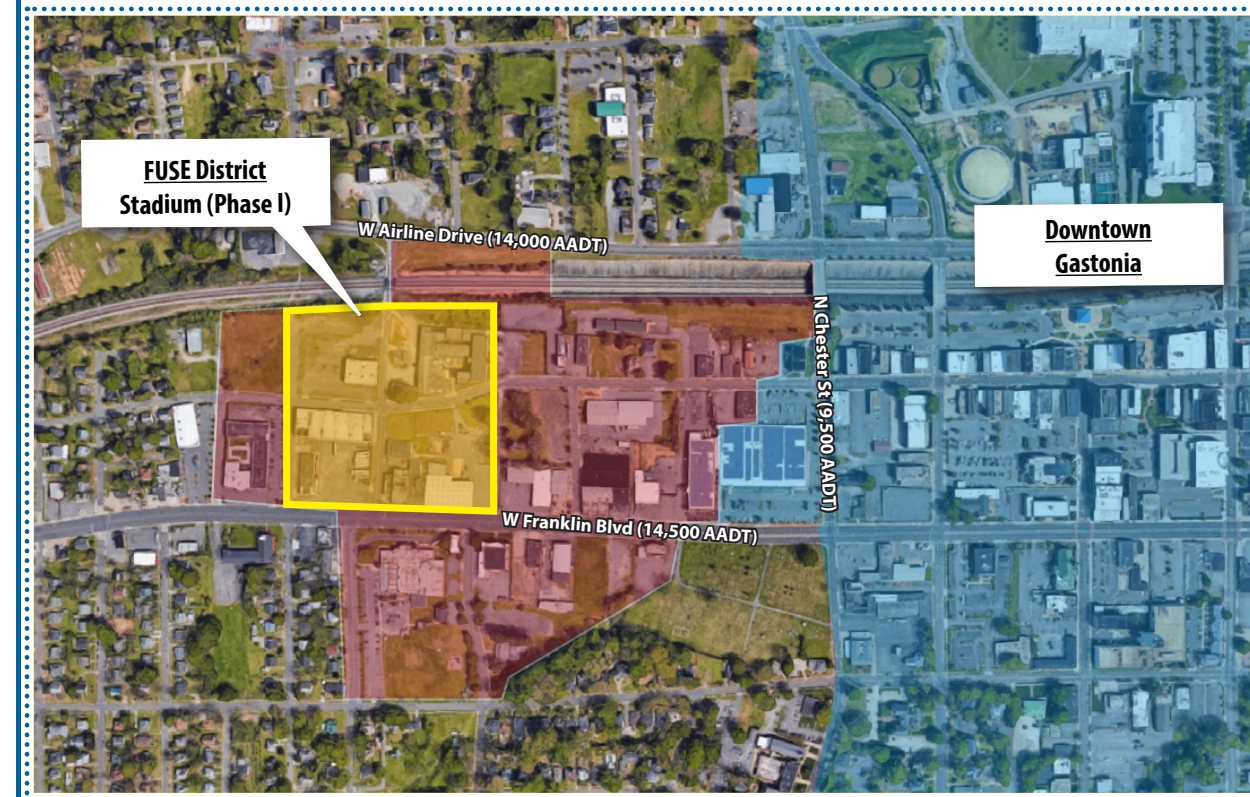 FUSE District
Stadium (Phase I)
W Airline Drive (14,000 AADT)
Downtown
Gastonia
N Chester St (9,500 AADT)
W Franklin Blvd (14,500 AADT)